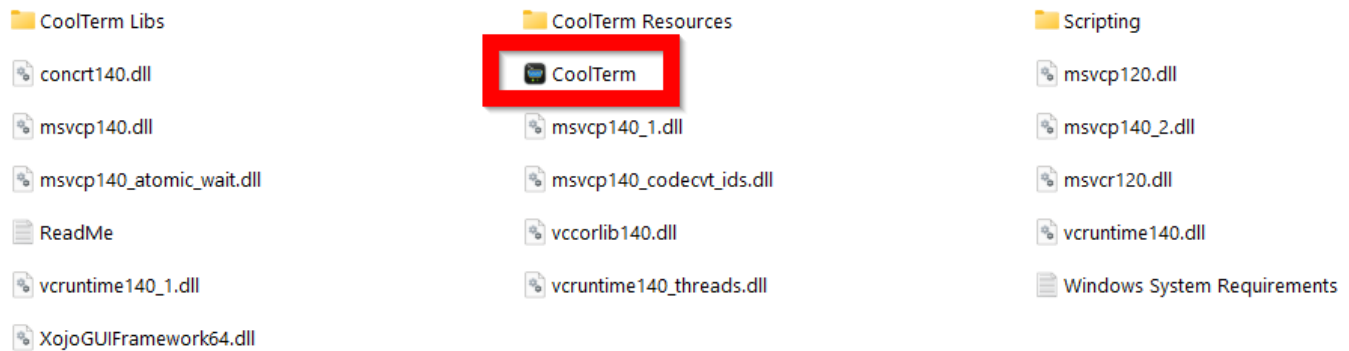 CoolTerm Libs
CoolTerm Resources
Scripting
concrt140.dll
CoolTerm
msvcp120.dll
msvcp140.dll
msvcp140_1.dll
msvcp140_2.dll
msvcp140_atomic_wait.dll
msvcp140_codecvt_ids.dll
msvcr120.dll
ReadMe
vccorlib140.dll
vcruntime140.dll
vcruntime140_1.dll
vcruntime140_threads.dll
Windows System Requirements
XojoGUIFramework64.dll